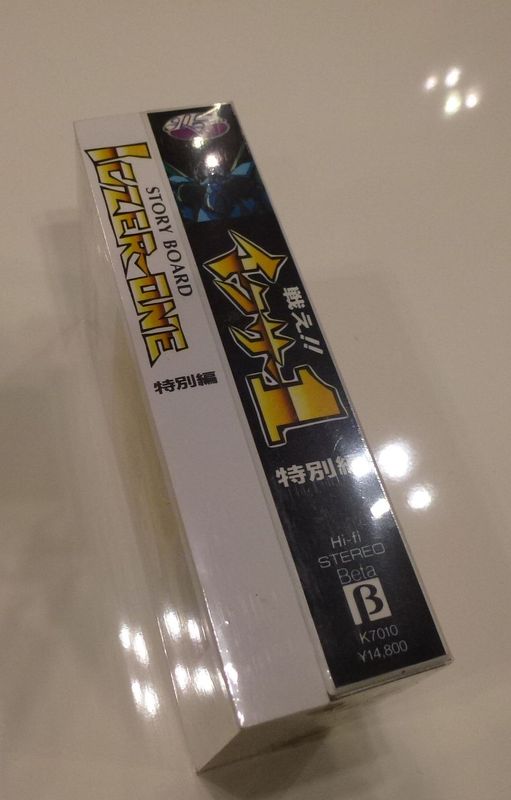 STORY BOARD
ICZER-ONE
特別編
戦え!!
イクサー1
特別編
Hi-fi
STEREO
Beta
β
K7010
¥14,800